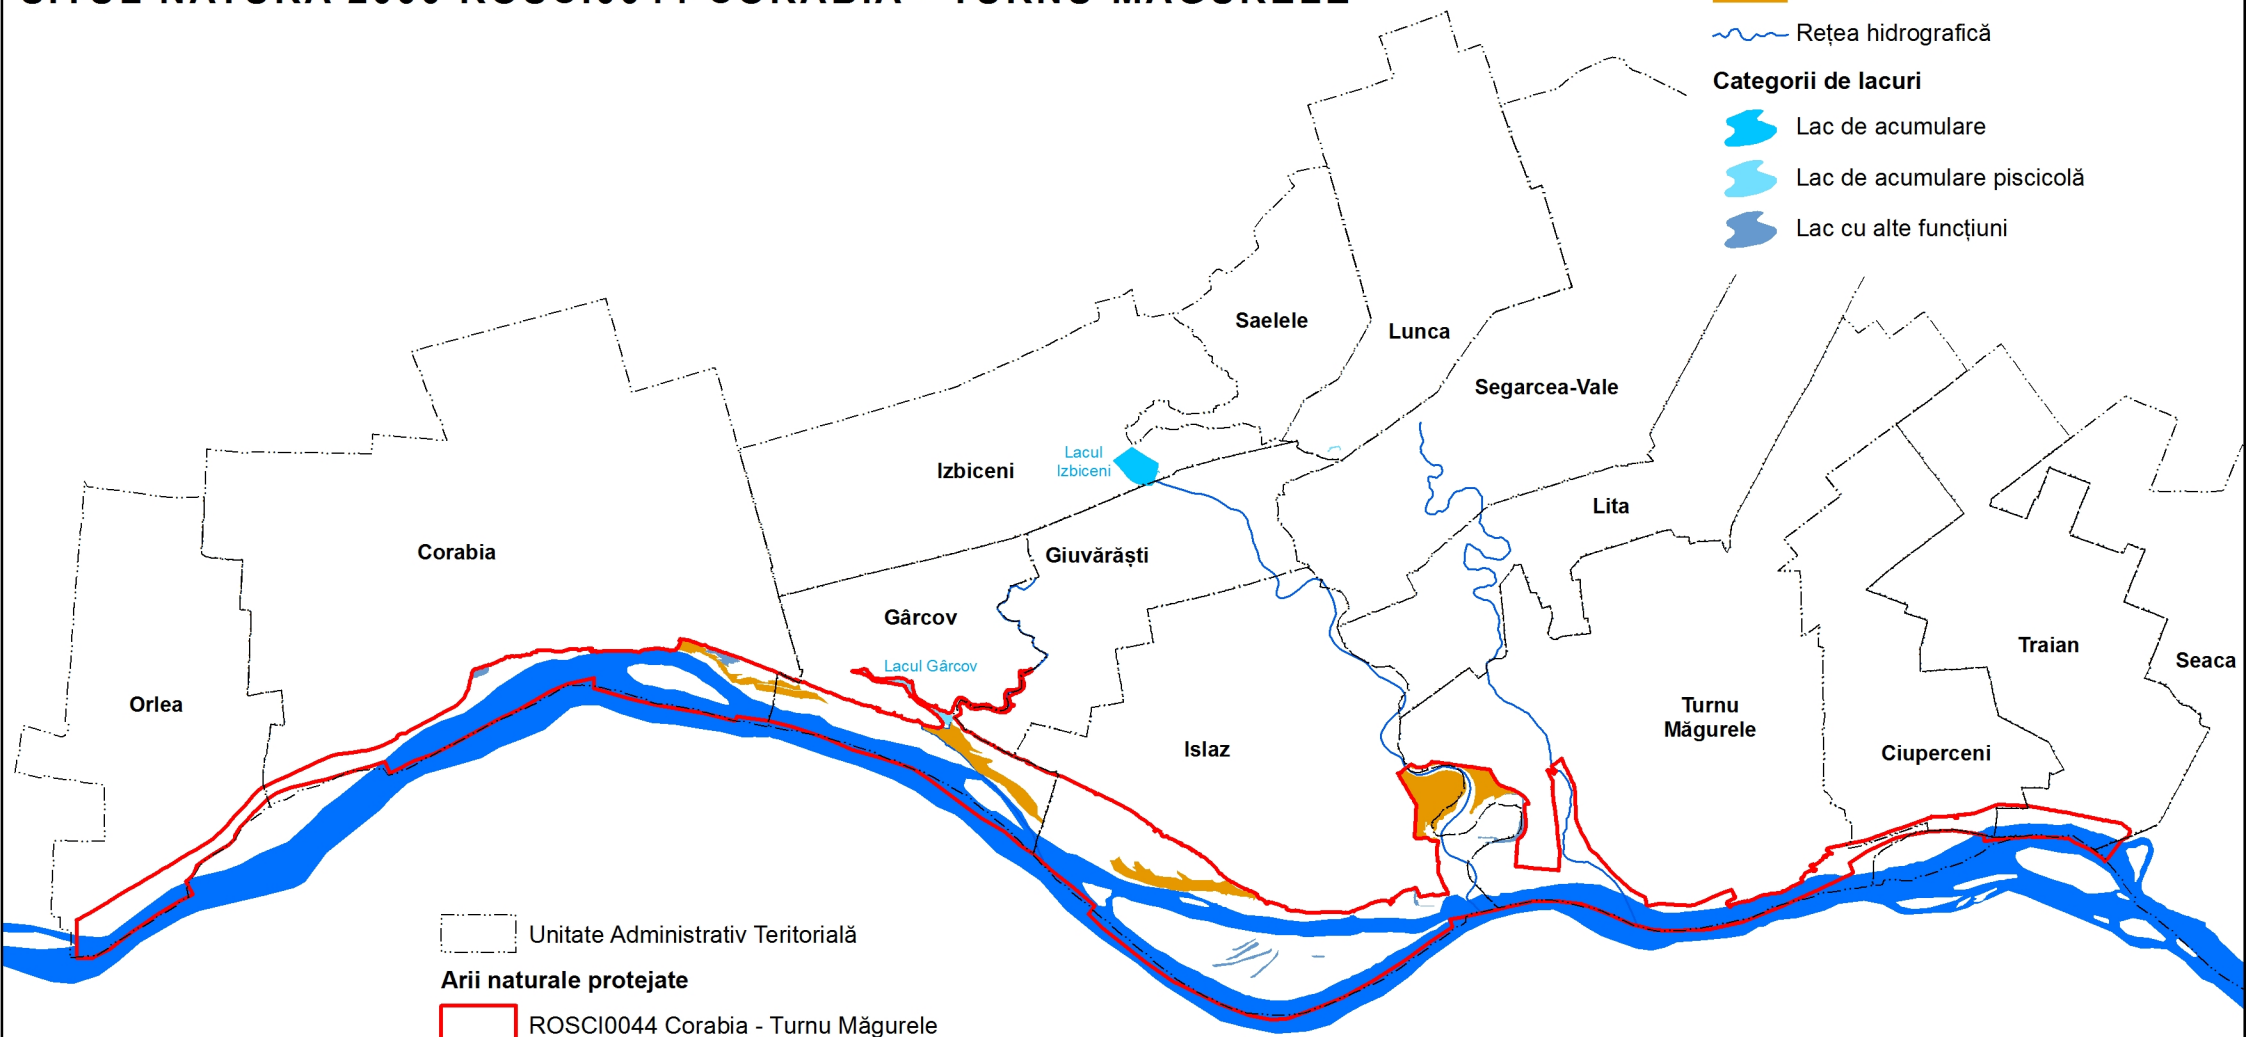 Rețea hidrografică
Categorii de lacuri
Lac de acumulare
Lac de acumulare piscicolă
Lac cu alte funcțiuni
Saelele
Lunca
Segarcea-Vale
Lacul
Izbiceni
Izbiceni
Lita
Corabia
Giuvărăști
Gârcov
Traian
Lacul Gârcov
Seaca
Orlea
Turnu
Măgurele
Islaz
Ciuperceni
Unitate Administrativ Teritorială
Arii naturale protejate
ROSCI0044 Corabia - Turnu Măgurele